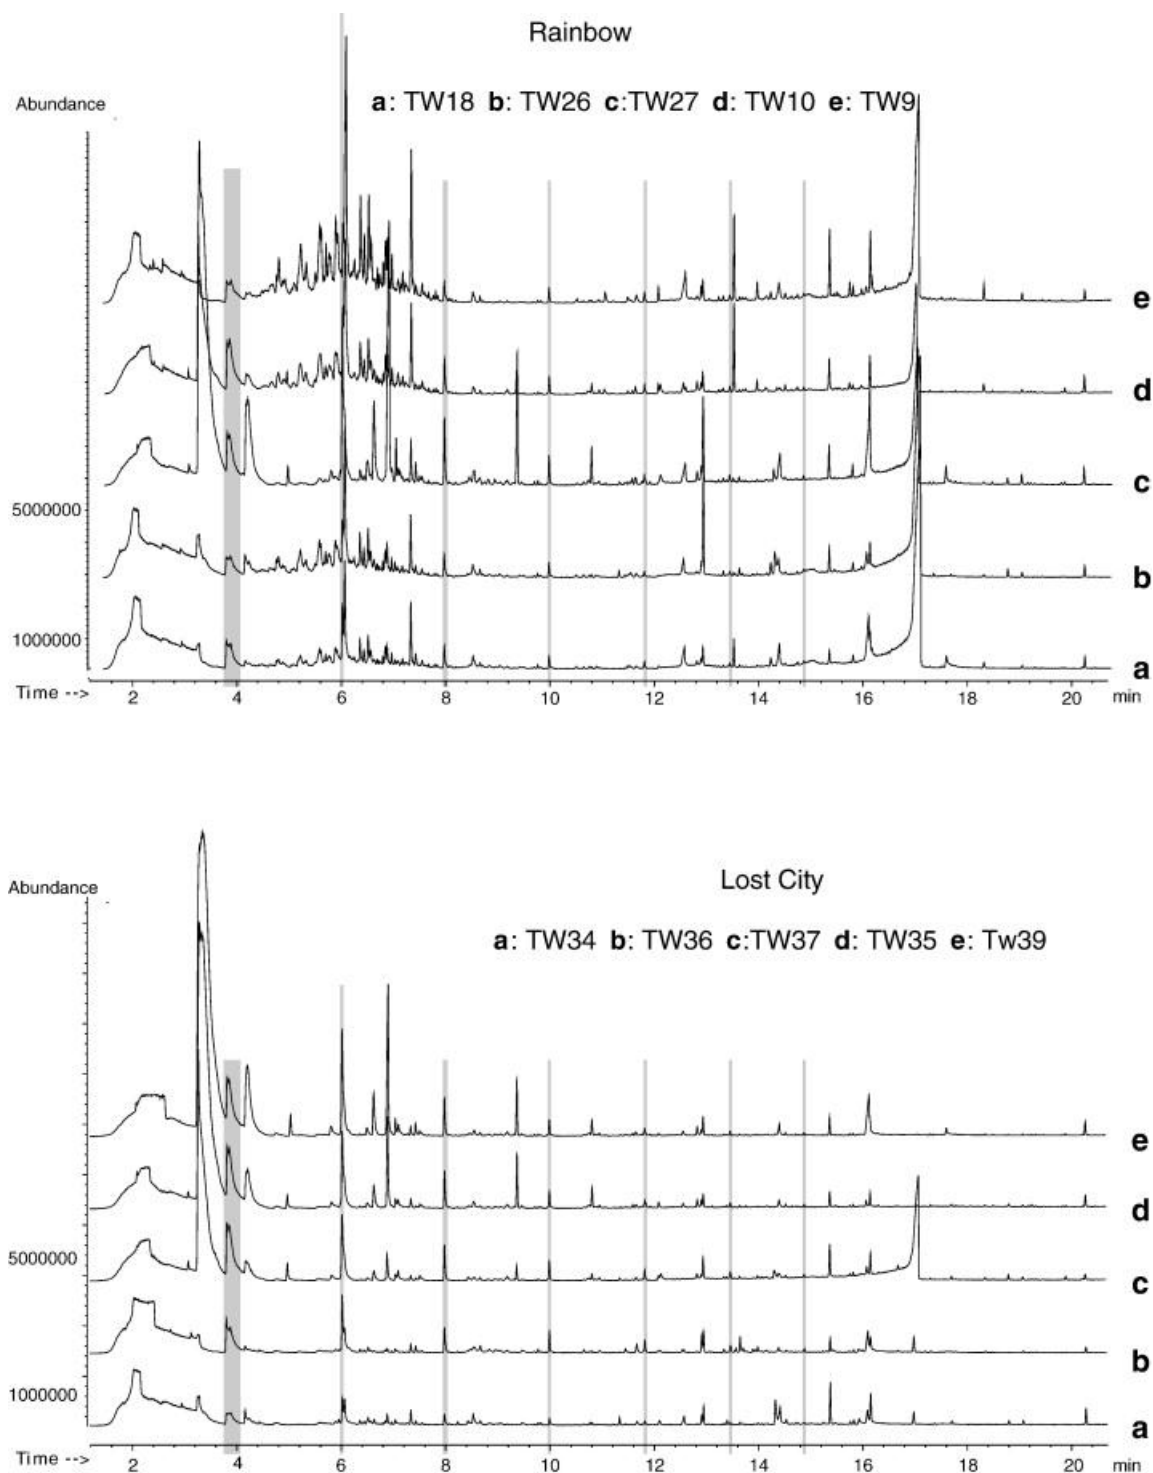 Rainbow
Abundance
a: TW18 b: TW26 c:TW27 d: TW10 e: TW9
e
d
c
5000000
b
1000000
a
Time --> 2 4 6 8 10 12 14 16 18 20 min
Lost City
Abundance
a: TW34 b: TW36 c:TW37 d: TW35 e: Tw39
e
d
5000000
c
b
1000000
a
Time --> 2 4 6 8 10 12 14 16 18 20 min